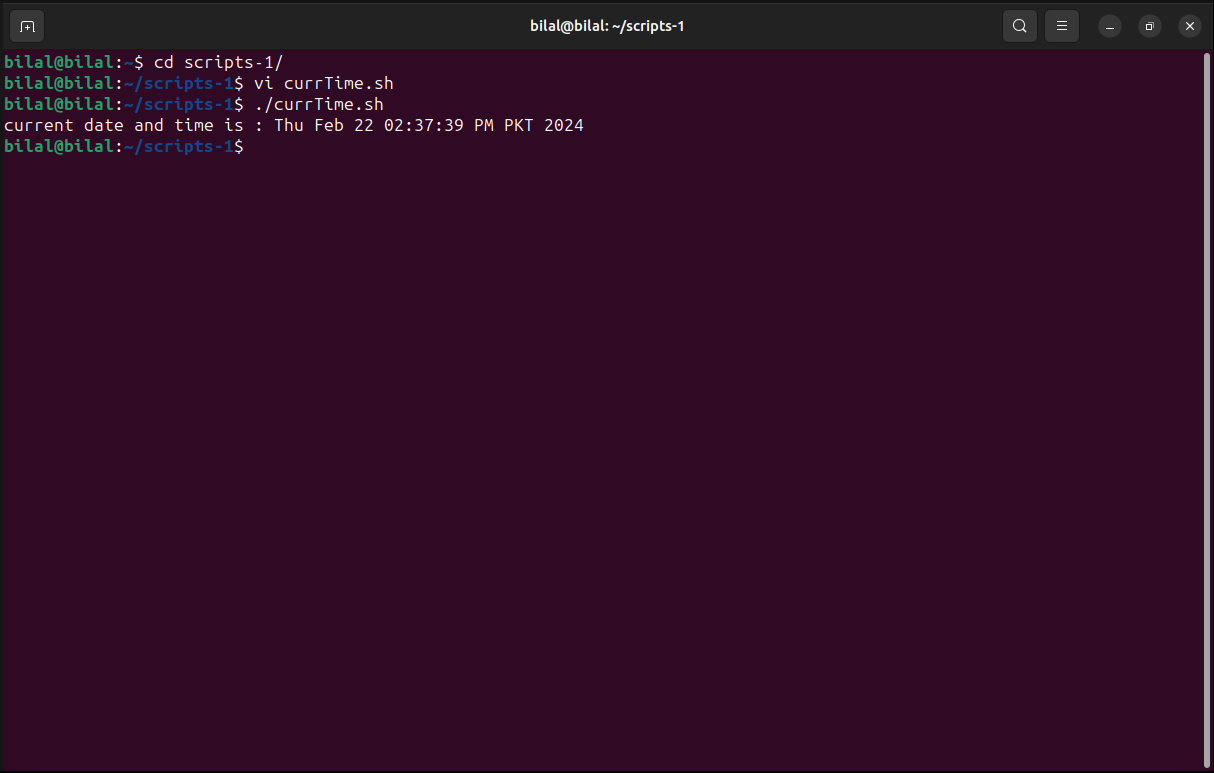 bilal@bilal: ~/scripts-1
bilal@bilal:~$ cd scripts-1/
bilal@bilal:~/scripts-1$ vi currTime.sh
bilal@bilal:~/scripts-1$ ./currTime.sh
current date and time is : Thu Feb 22 02:37:39 PM PKT 2024
bilal@bilal:~/scripts-1$